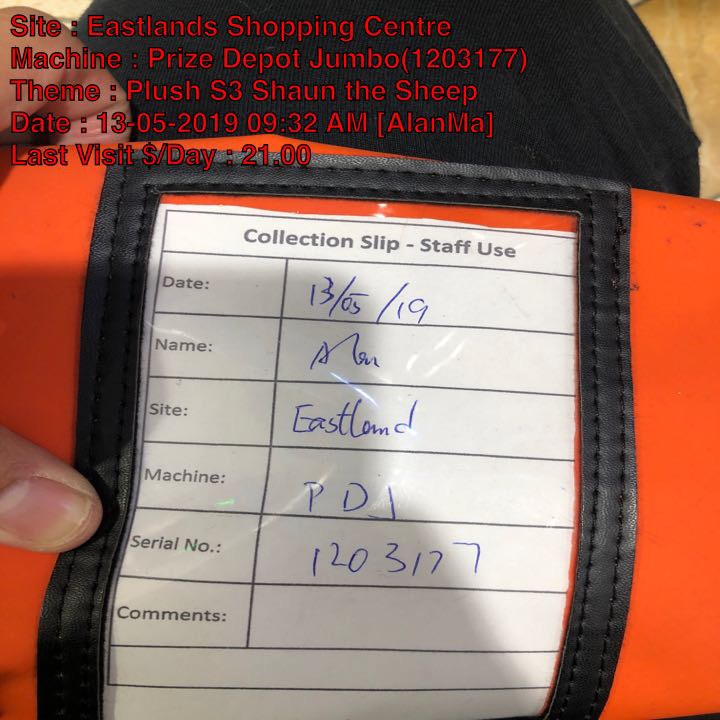 Site : Eastlands Shopping Centre
Machine : Prize Depot Jumbo(1203177)
Theme : Plush S3 Shaun the Sheep
Date : 13-05-2019 09:32 AM [AlanMa]
Last Visit $/Day : 21.00
Collection Slip - Staff Use
Date: 13/05/19
Name: Alan
Site: Eastland
Machine: PDJ
Serial No.: 1203177
Comments: